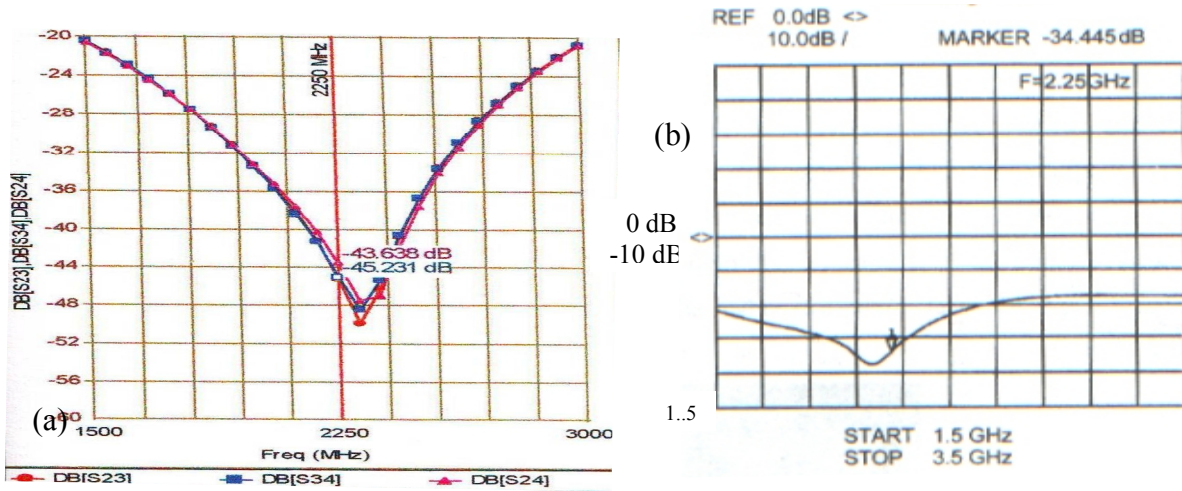 -20
-24
-28
-32
-36
-40
-44
-48
-52
-56
-60
DB[S23],DB[S34],DB[S24]
2250 MHz
-43.638 dB
-45.231 dB
(a)
1500 2250 3000
Freq (MHz)
DB[S23] DB[S34] DB[S24]
REF 0.0dB <>
10.0dB / MARKER -34.445dB
F=2.25GHz
(b)
0 dB
-10 dB
<>
1..5
START 1.5 GHz
STOP 3.5 GHz